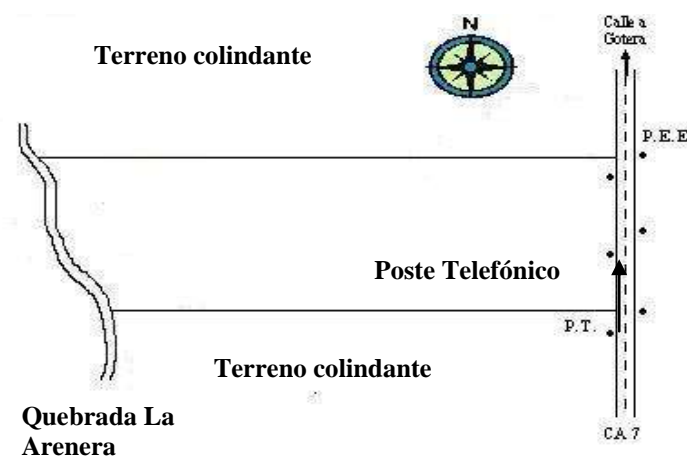 N
Calle a
Gotera
Terreno colindante
P.E.E
Poste Telefónico
P.T.
Terreno colindante
Quebrada La
Arenera
CA 7